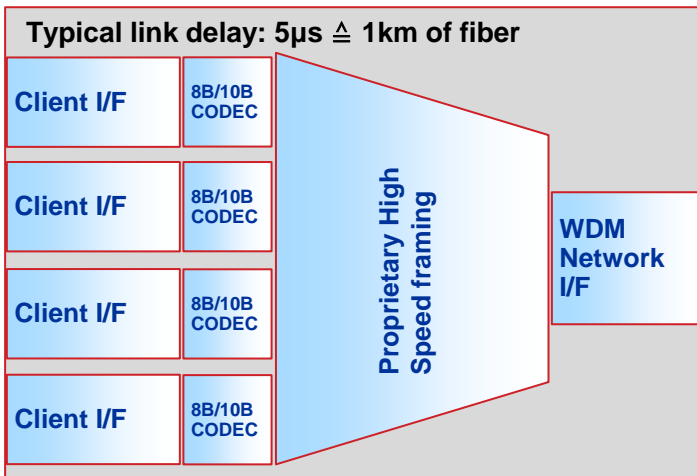 Typical link delay: 5µs ≙ 1km of fiber
Client I/F
8B/10B
CODEC
Client I/F
8B/10B
CODEC
Client I/F
8B/10B
CODEC
Client I/F
8B/10B
CODEC
Proprietary High
Speed framing
WDM
Network
I/F